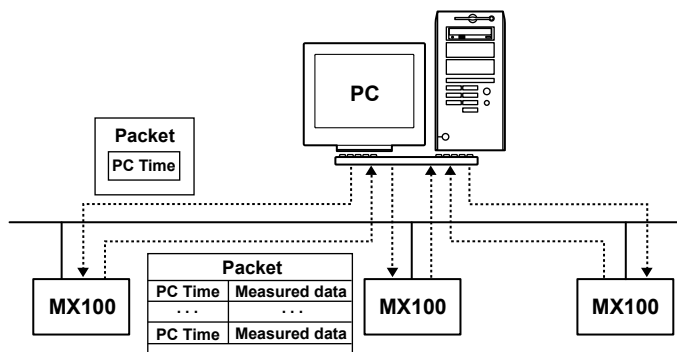 PC
Packet
PC Time
Packet
PC Time Measured data
... ...
PC Time Measured data
MX100
MX100
MX100